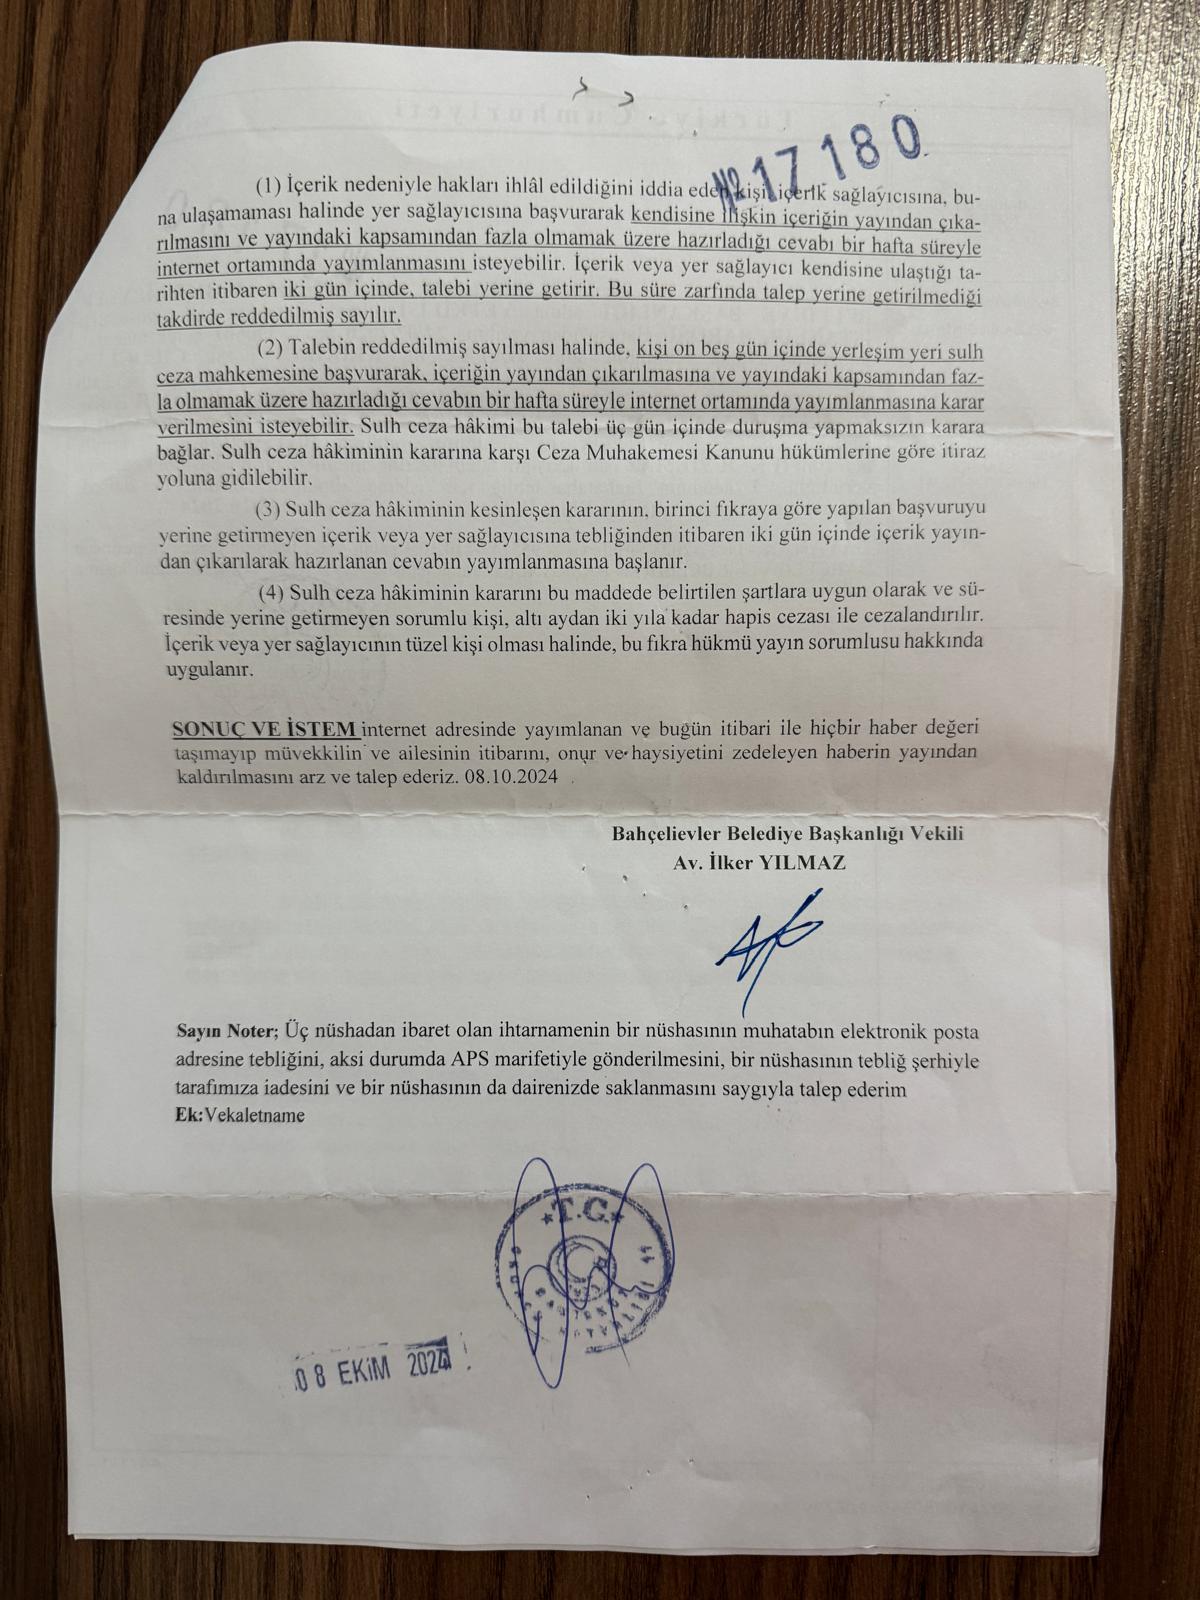 № 17 180
(1) İçerik nedeniyle hakları ihlâl edildiğini iddia eden kişi, içerik sağlayıcısına, bu-
na ulaşamaması halinde yer sağlayıcısına başvurarak kendisine ilişkin içeriğin yayından çıka-
rılmasını ve yayındaki kapsamından fazla olmamak üzere hazırladığı cevabı bir hafta süreyle
internet ortamında yayımlanmasını isteyebilir. İçerik veya yer sağlayıcı kendisine ulaştığı ta-
rihten itibaren iki gün içinde, talebi yerine getirir. Bu süre zarfında talep yerine getirilmediği
takdirde reddedilmiş sayılır.
(2) Talebin reddedilmiş sayılması halinde, kişi on beş gün içinde yerleşim yeri sulh
ceza mahkemesine başvurarak, içeriğin yayından çıkarılmasına ve yayındaki kapsamından faz-
la olmamak üzere hazırladığı cevabın bir hafta süreyle internet ortamında yayımlanmasına karar
verilmesini isteyebilir. Sulh ceza hâkimi bu talebi üç gün içinde duruşma yapmaksızın karara
bağlar. Sulh ceza hâkiminin kararına karşı Ceza Muhakemesi Kanunu hükümlerine göre itiraz
yoluna gidilebilir.
(3) Sulh ceza hâkiminin kesinleşen kararının, birinci fıkraya göre yapılan başvuruyu
yerine getirmeyen içerik veya yer sağlayıcısına tebliğinden itibaren iki gün içinde içerik yayın-
dan çıkarılarak hazırlanan cevabın yayımlanmasına başlanır.
(4) Sulh ceza hâkiminin kararını bu maddede belirtilen şartlara uygun olarak ve sü-
resinde yerine getirmeyen sorumlu kişi, altı aydan iki yıla kadar hapis cezası ile cezalandırılır.
İçerik veya yer sağlayıcının tüzel kişi olması halinde, bu fıkra hükmü yayın sorumlusu hakkında
uygulanır.
SONUÇ VE İSTEM internet adresinde yayımlanan ve bugün itibari ile hiçbir haber değeri
taşımayıp müvekkilin ve ailesinin itibarını, onur ve haysiyetini zedeleyen haberin yayından
kaldırılmasını arz ve talep ederiz. 08.10.2024
Bahçelievler Belediye Başkanlığı Vekili
Av. İlker YILMAZ
Sayın Noter; Üç nüshadan ibaret olan ihtarnamenin bir nüshasının muhatabın elektronik posta
adresine tebliğini, aksi durumda APS marifetiyle gönderilmesini, bir nüshasının tebliğ şerhiyle
tarafımıza iadesini ve bir nüshasının da dairenizde saklanmasını saygıyla talep ederim
Ek:Vekaletname
T.C.
08 EKİM 2024